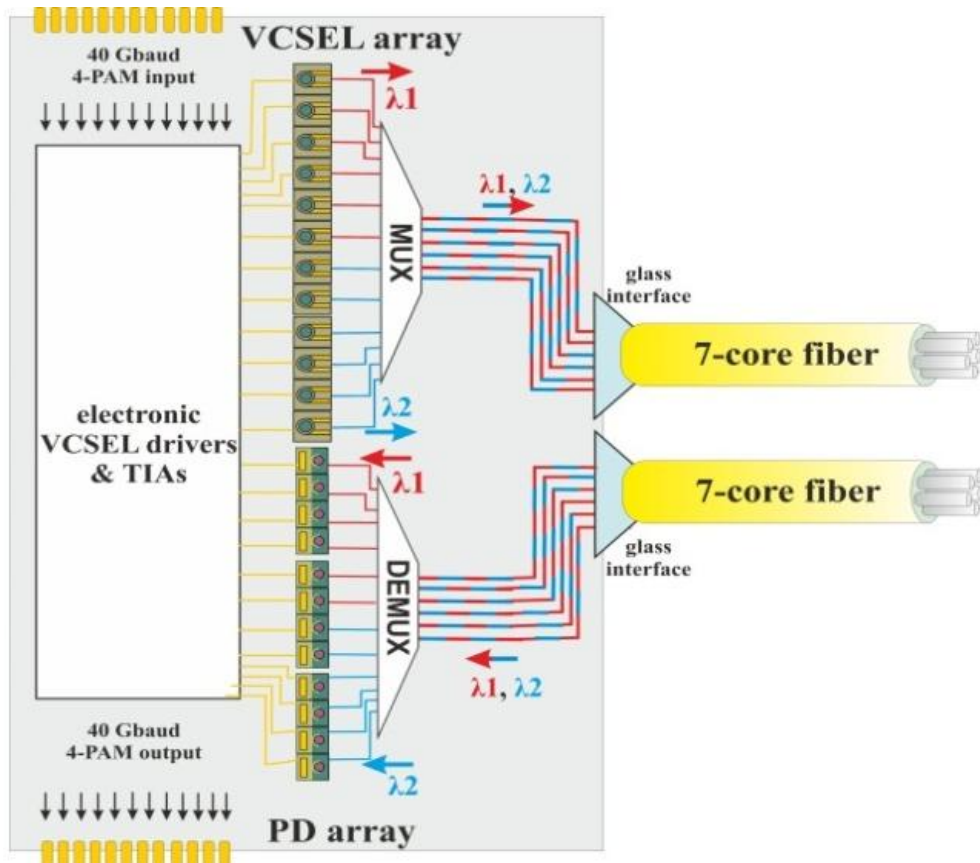 VCSEL array
40 Gbaud
4-PAM input
λ1
λ1, λ2
MUX
glass
interface
7-core fiber
electronic
VCSEL drivers
& TIAs
λ2
λ1
7-core fiber
DEMUX
glass
interface
λ1, λ2
40 Gbaud
4-PAM output
λ2
PD array